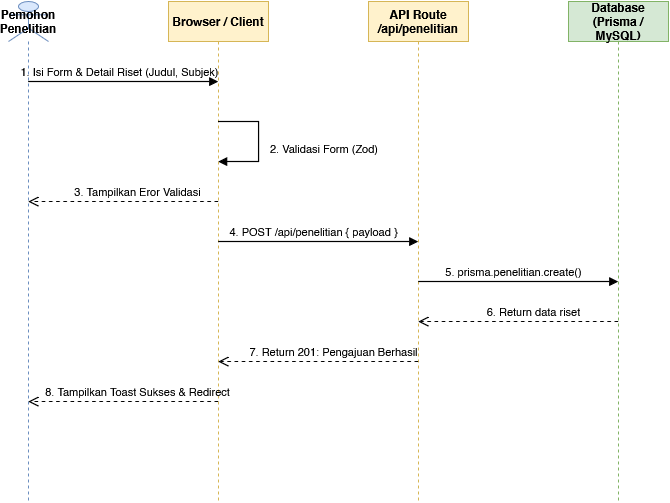 Pemohon
Penelitian
Browser / Client
API Route
/api/penelitian
Database
(Prisma /
MySQL)
1. Isi Form & Detail Riset (Judul, Subjek)
2. Validasi Form (Zod)
3. Tampilkan Eror Validasi
4. POST /api/penelitian { payload }
5. prisma.penelitian.create()
6. Return data riset
7. Return 201: Pengajuan Berhasil
8. Tampilkan Toast Sukses & Redirect